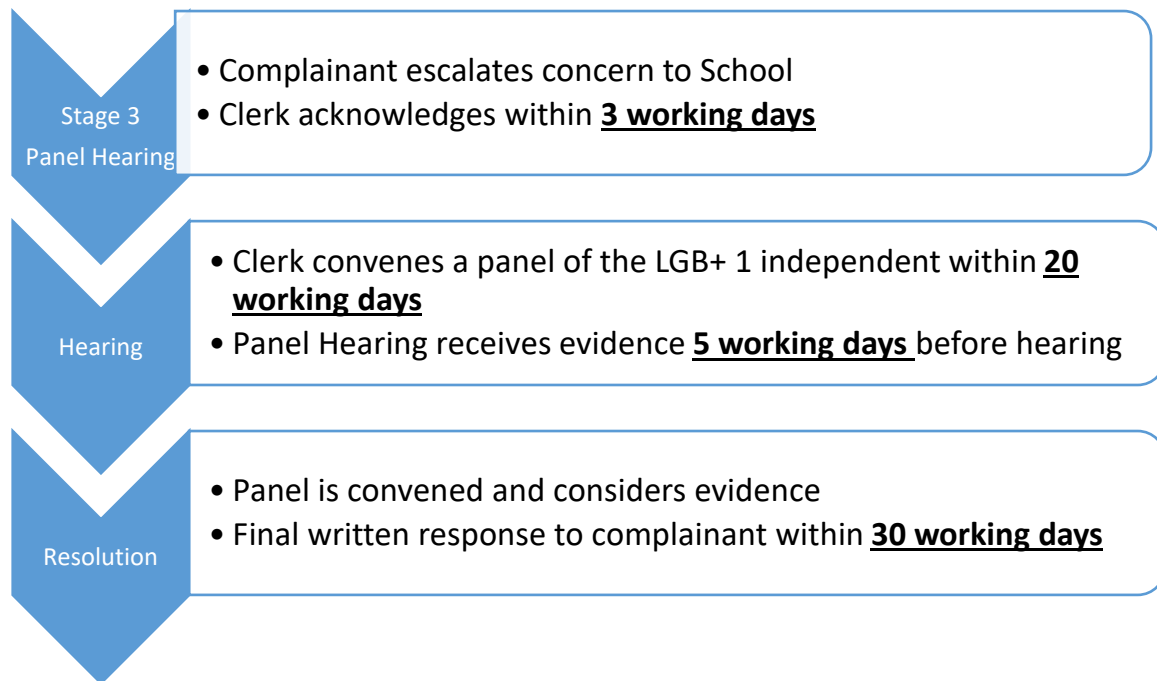 Stage 3
Panel Hearing
• Complainant escalates concern to School
• Clerk acknowledges within 3 working days
Hearing
• Clerk convenes a panel of the LGB+ 1 independent within 20
working days
• Panel Hearing receives evidence 5 working days before hearing
Resolution
• Panel is convened and considers evidence
• Final written response to complainant within 30 working days